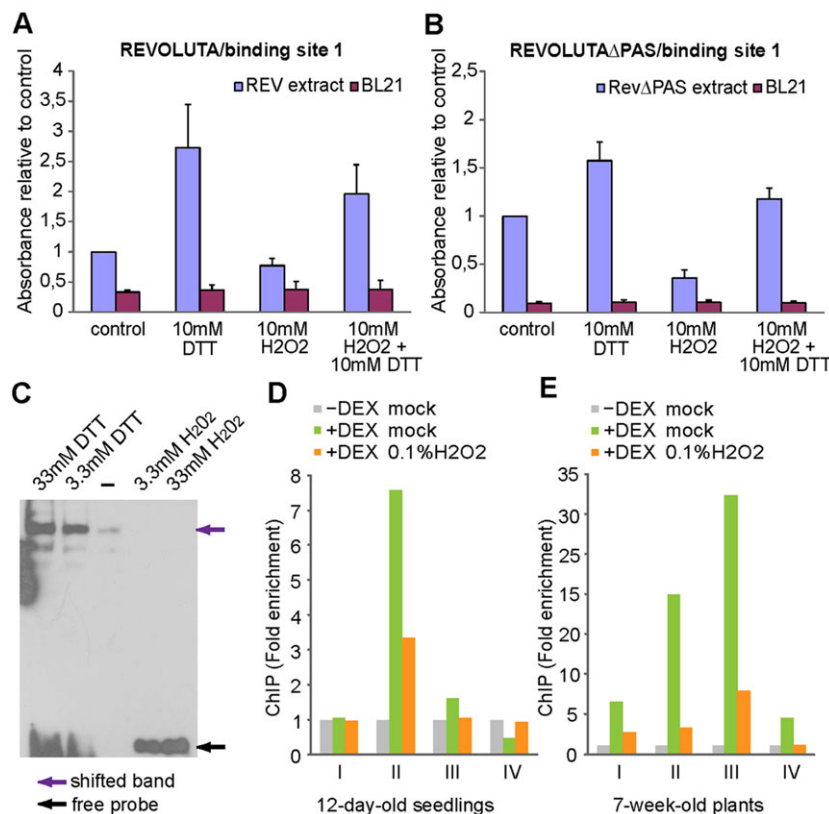 A
REVOLUTA/binding site 1
Absorbance relative to control
4
3,5
3
2,5
2
1,5
1
0,5
0
REV extract
BL21
control
10mM
DTT
10mM
H2O2
10mM
H2O2 +
10mM DTT
B
REVOLUTAΔPAS/binding site 1
Absorbance relative to control
2,5
2
1,5
1
0,5
0
RevΔPAS extract
BL21
control
10mM
DTT
10mM
H2O2
10mM
H2O2 +
10mM DTT
C
33mM DTT
3.3mM DTT
–
3.3mM H2O2
33mM H2O2
shifted band
free probe
D
–DEX mock
+DEX mock
+DEX 0.1%H2O2
ChIP (Fold enrichment)
8
7
6
5
4
3
2
1
0
I
II
III
IV
12-day-old seedlings
E
–DEX mock
+DEX mock
+DEX 0.1%H2O2
ChIP (Fold enrichment)
35
30
25
20
15
10
5
0
I
II
III
IV
7-week-old plants